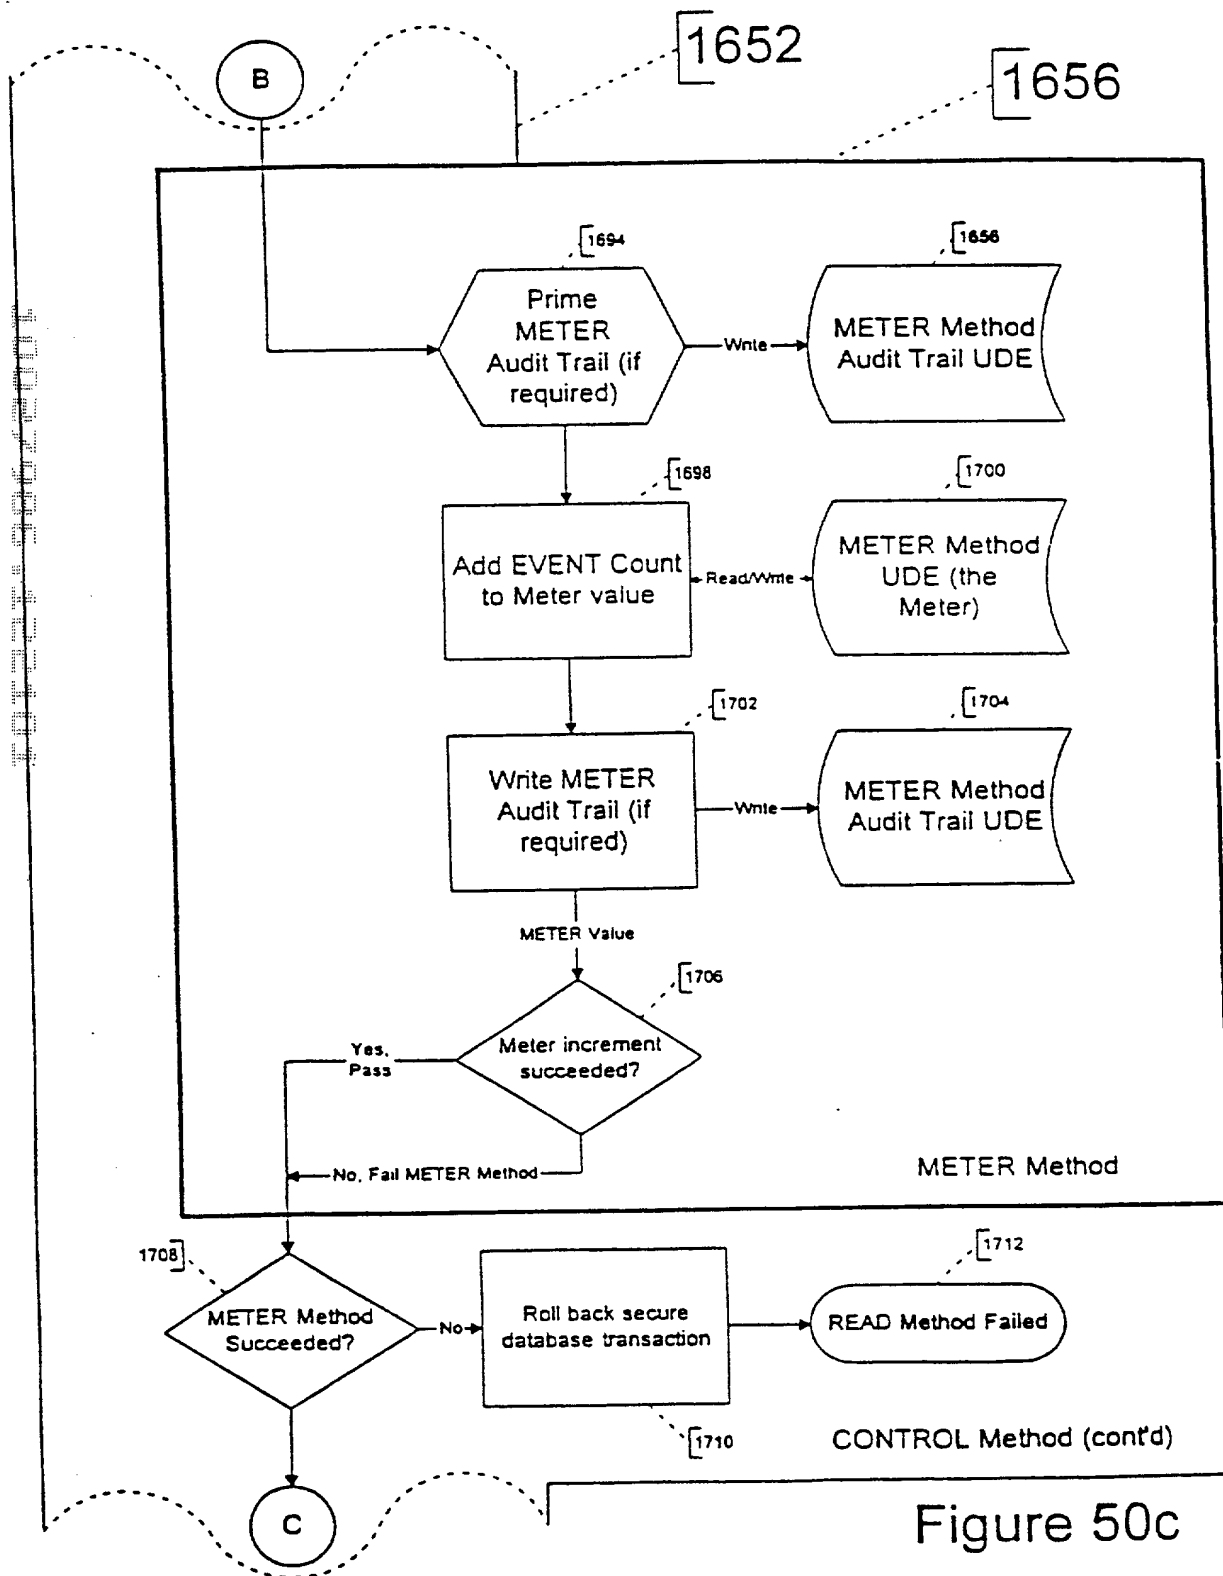 1652
B
1656
1694
1656
Prime
METER
Audit Trail (if
required)
Write
METER Method
Audit Trail UDE
1698
1700
Add EVENT Count
to Meter value
Read/Write
METER Method
UDE (the
Meter)
1702
1704
Write METER
Audit Trail (if
required)
Write
METER Method
Audit Trail UDE
METER Value
1706
Meter increment
succeeded?
Yes,
Pass
No, Fail METER Method
METER Method
1708
1712
METER Method
Succeeded?
No
Roll back secure
database transaction
READ Method Failed
1710
CONTROL Method (cont'd)
C
Figure 50c